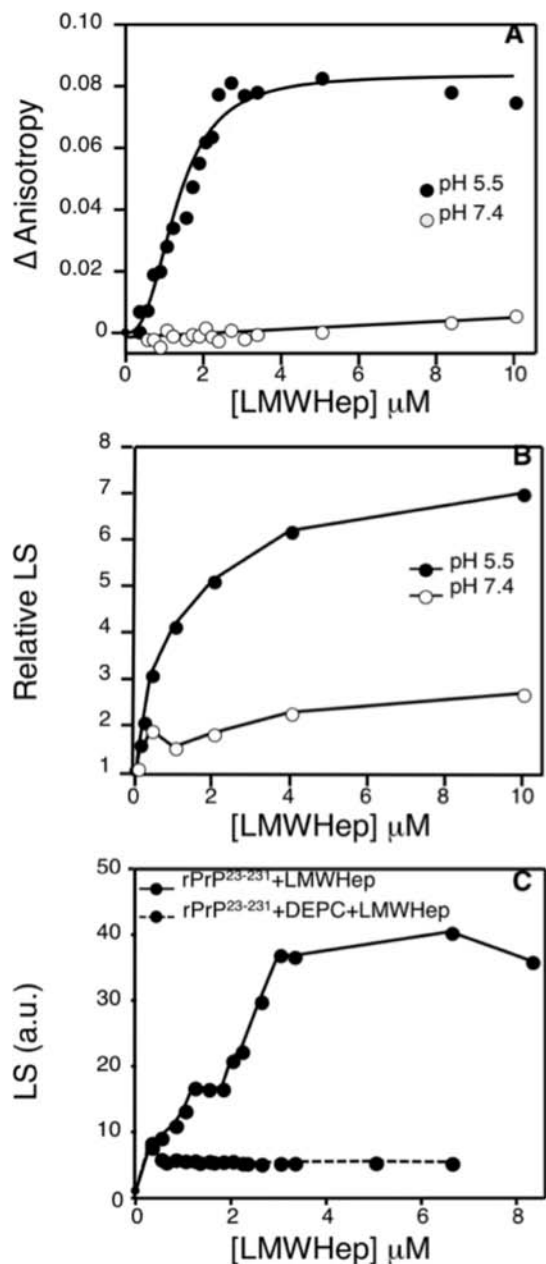 A
0.10
0.08
0.06
0.04
0.02
0
Δ Anisotropy
pH 5.5
pH 7.4
0 2 4 6 8 10
[LMWHep] μM
B
8
7
6
5
4
3
2
1
Relative LS
pH 5.5
pH 7.4
0 2 4 6 8 10
[LMWHep] μM
C
50
40
30
20
10
0
LS (a.u.)
rPrP23-231+LMWHep
rPrP23-231+DEPC+LMWHep
0 2 4 6 8
[LMWHep] μM